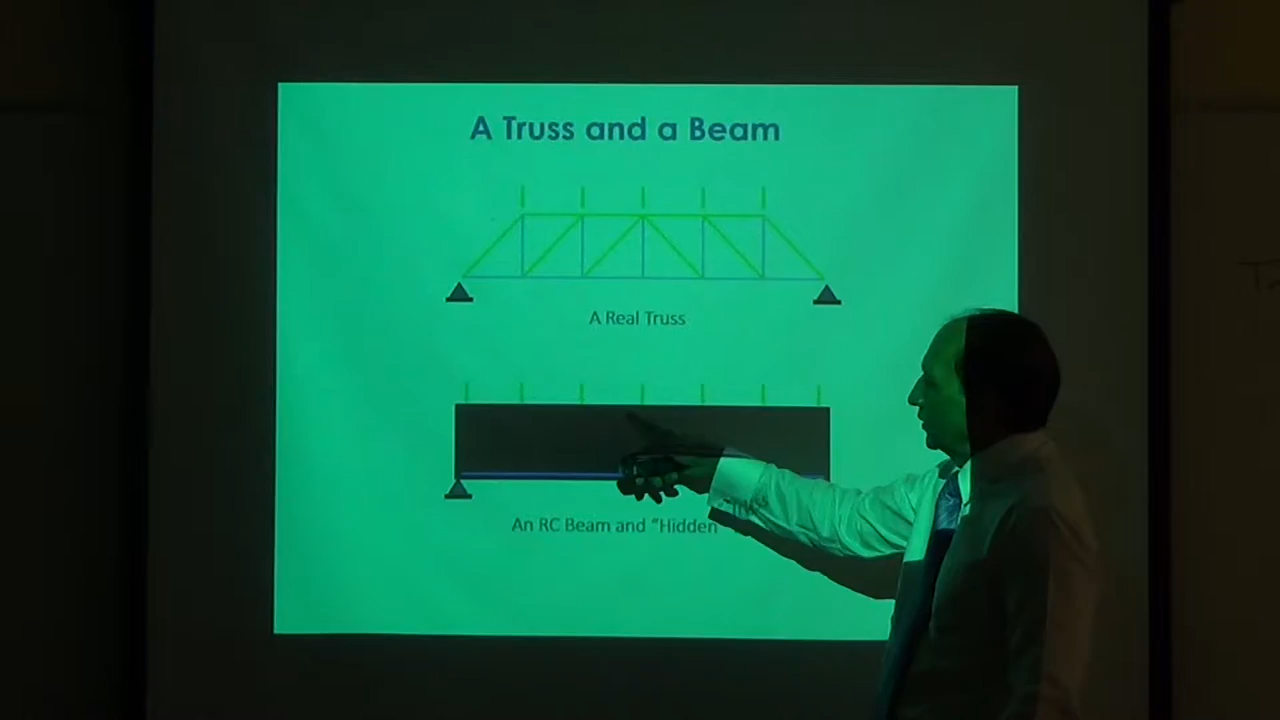 A Truss and a Beam
A Real Truss
An RC Beam and “Hidden